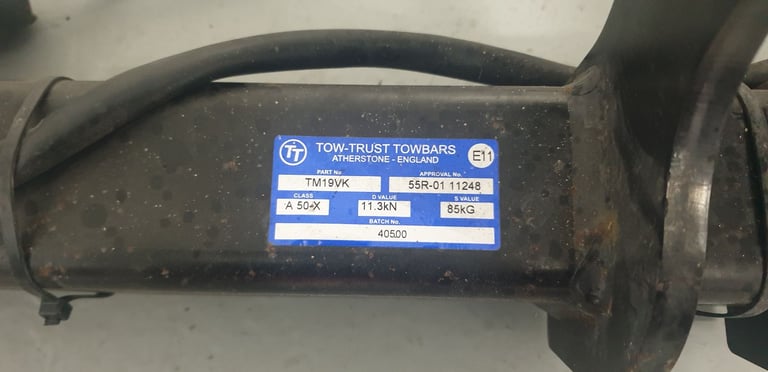 TT
TOW-TRUST TOWBARS
ATHERSTONE - ENGLAND
E11
PART No
APPROVAL No.
TM19VK
55R-01 11248
CLASS
D VALUE
S VALUE
A 50-X
11.3kN
85kG
BATCH No.
40500